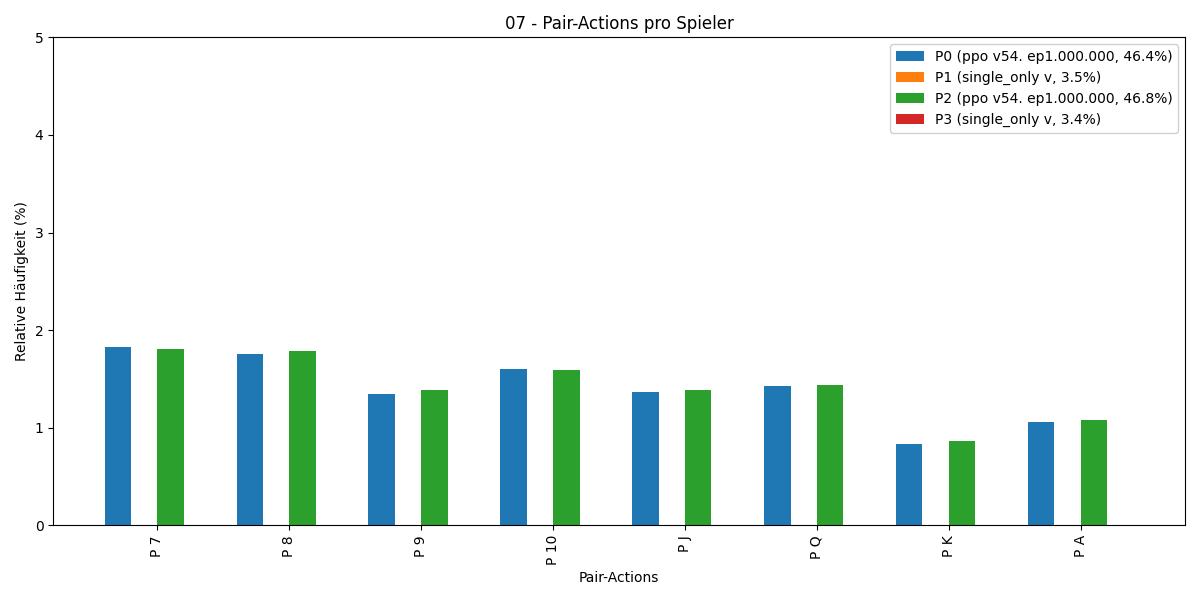 07 - Pair-Actions pro Spieler
P0 (ppo v54. ep1.000.000, 46.4%)
P1 (single_only v, 3.5%)
P2 (ppo v54. ep1.000.000, 46.8%)
P3 (single_only v, 3.4%)
Relative Häufigkeit (%)
5
4
3
2
1
0
P 7
P 8
P 9
P 10
P J
P Q
P K
P A
Pair-Actions